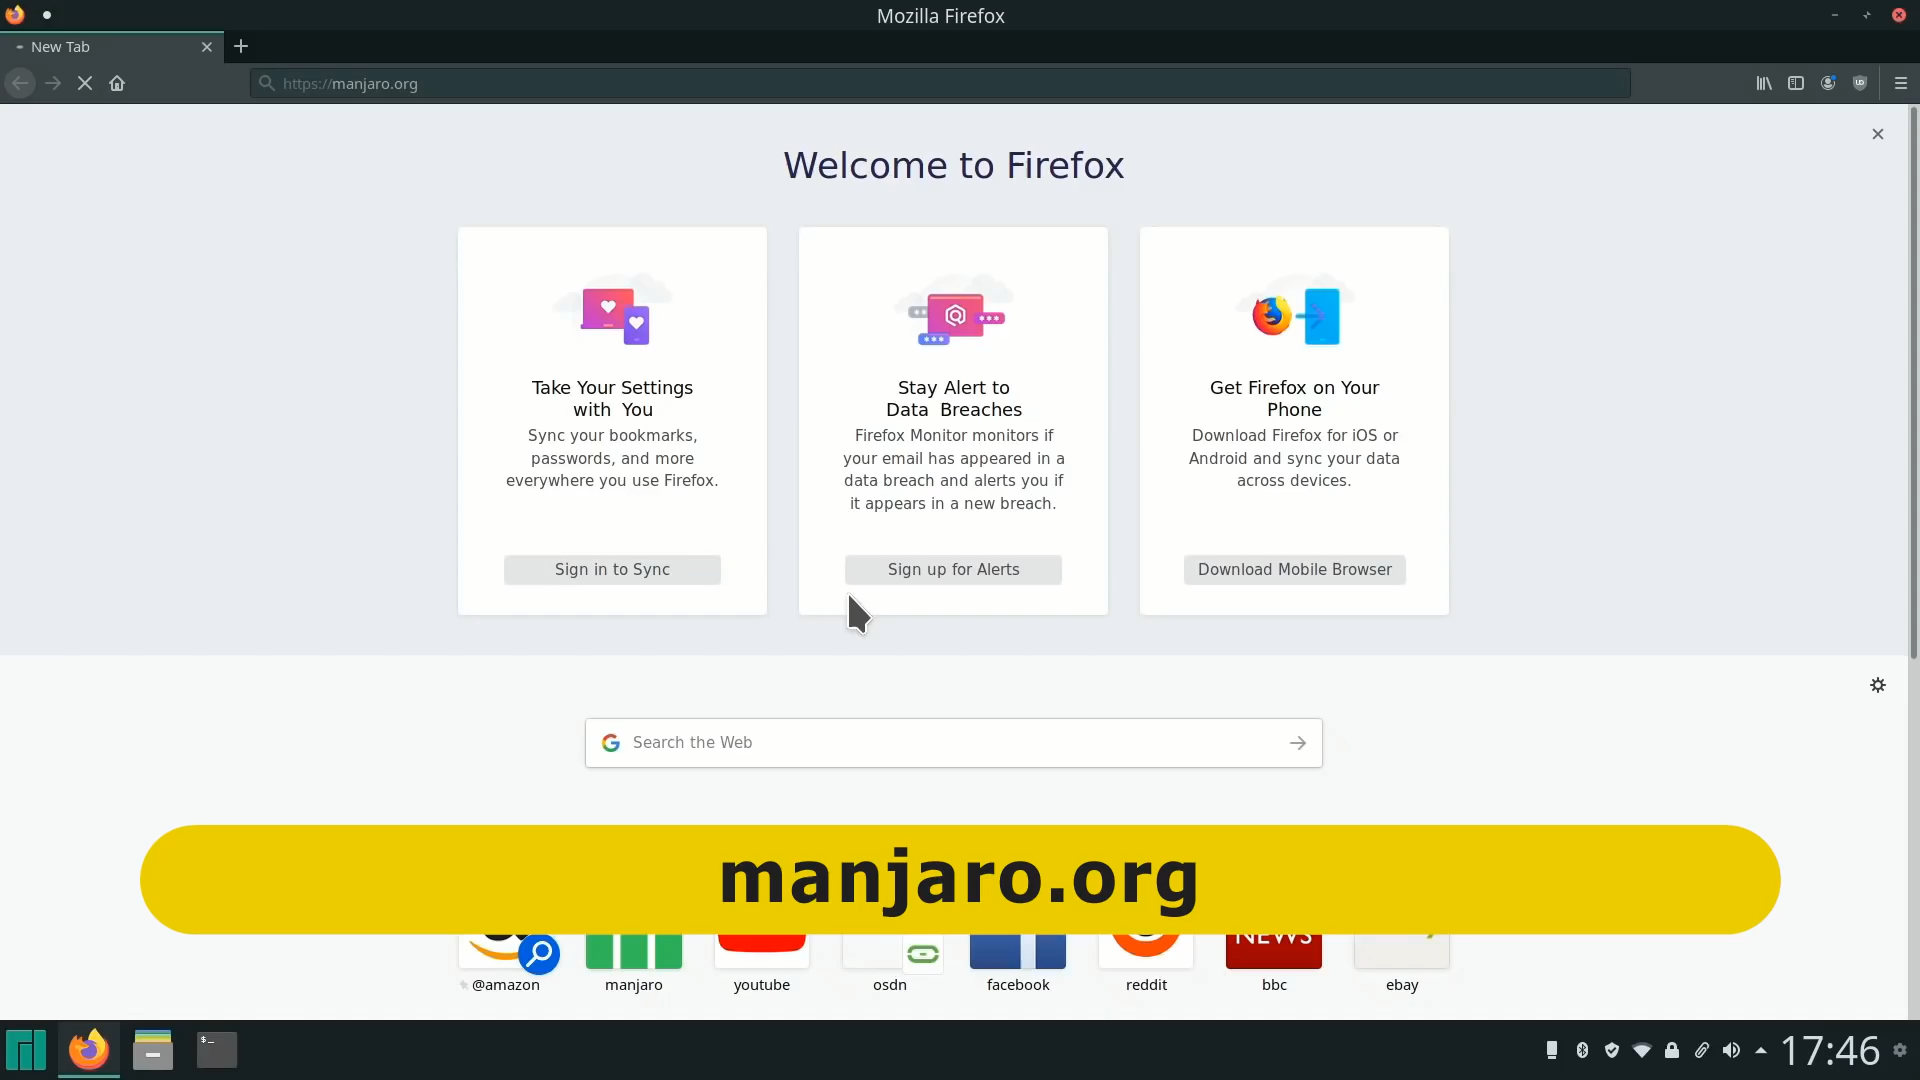 Mozilla Firefox
New Tab
https://manjaro.org
Welcome to Firefox
Take Your Settings
with You
Sync your bookmarks,
passwords, and more
everywhere you use Firefox.
Sign in to Sync
Stay Alert to
Data Breaches
Firefox Monitor monitors if
your email has appeared in a
data breach and alerts you if
it appears in a new breach.
Sign up for Alerts
Get Firefox on Your
Phone
Download Firefox for iOS or
Android and sync your data
across devices.
Download Mobile Browser
Search the Web
manjaro.org
NEWS
@amazon
manjaro
youtube
osdn
facebook
reddit
bbc
ebay
17:46